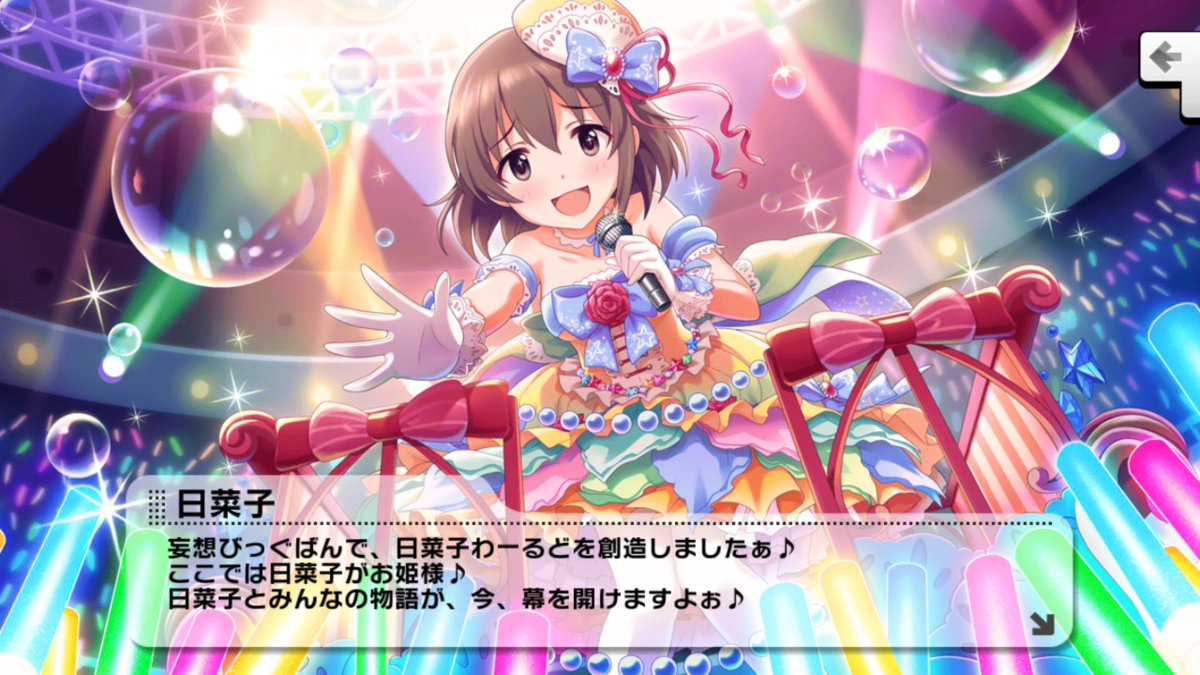 日菜子
妄想びっぐばんで、日菜子わーるどを創造しましたぁ♪
ここでは日菜子がお姫様♪
日菜子とみんなの物語が、今、幕を開けますよぉ♪